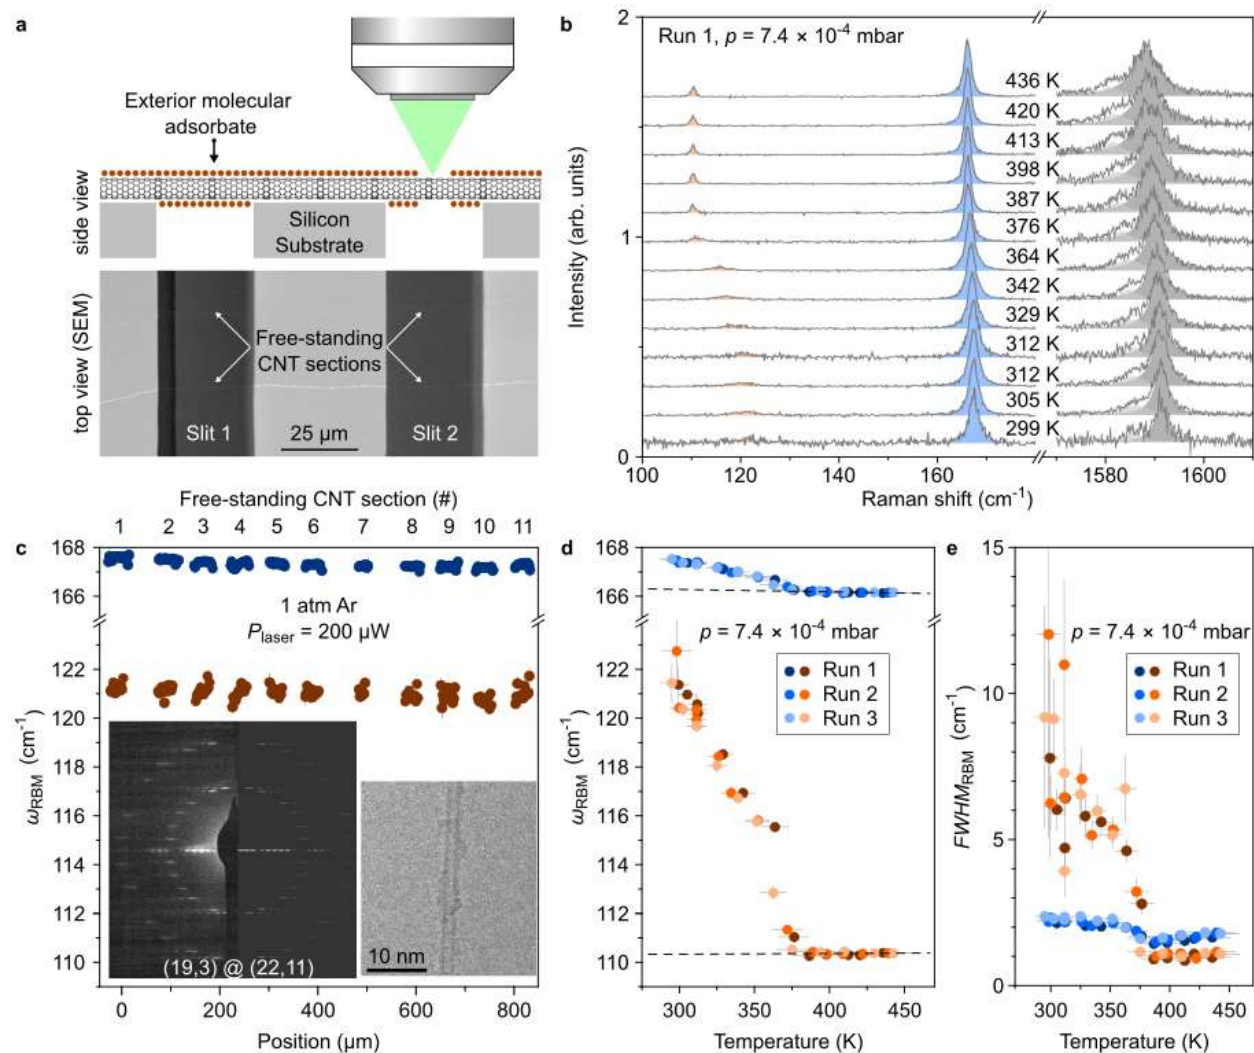 a
Exterior molecular
adsorbate
side view
Silicon
Substrate
top view (SEM)
Free-standing
CNT sections
Slit 1
25 μm
Slit 2
b
Run 1, p = 7.4 × 10⁻⁴ mbar
Intensity (arb. units)
2
1
0
436 K
420 K
413 K
398 K
387 K
376 K
364 K
342 K
329 K
312 K
312 K
305 K
299 K
100 120 140 160 1580 1600
Raman shift (cm⁻¹)
Free-standing CNT section (#)
1 2 3 4 5 6 7 8 9 10 11
c
168
166
122
120
118
116
114
112
110
ωRBM (cm⁻¹)
1 atm Ar
Plaser = 200 μW
(19,3) @ (22,11)
10 nm
0 200 400 600 800
Position (μm)
d
168
166
122
120
118
116
114
112
110
ωRBM (cm⁻¹)
p = 7.4 × 10⁻⁴ mbar
Run 1
Run 2
Run 3
300 350 400 450
Temperature (K)
e
15
10
5
0
FWHMRBM (cm⁻¹)
p = 7.4 × 10⁻⁴ mbar
Run 1
Run 2
Run 3
300 350 400 450
Temperature (K)